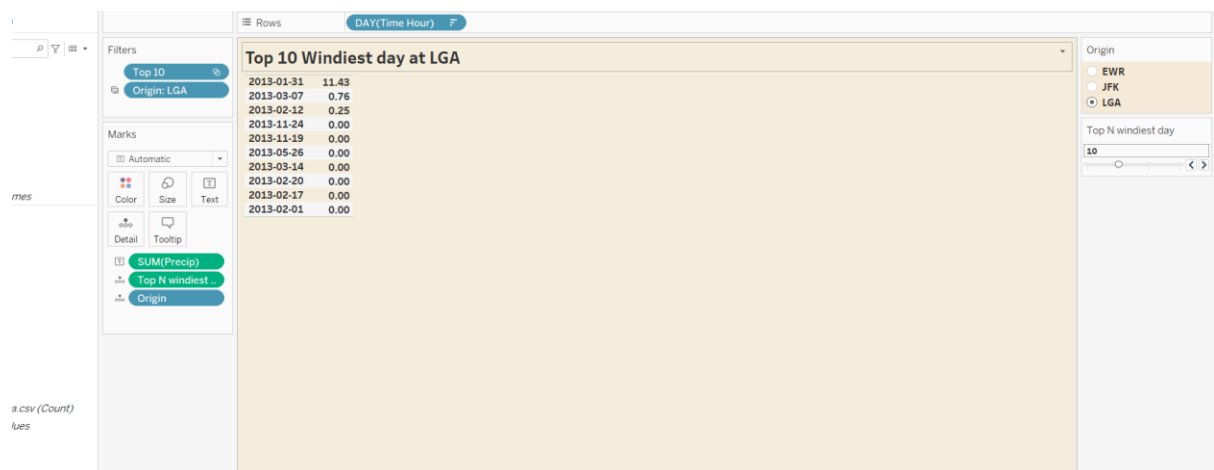 Rows
DAY(Time Hour)
Filters
Top 10
Origin: LGA
Marks
Automatic
Color
Size
Text
Detail
Tooltip
SUM(Precip)
Top N windiest ..
Origin
mes
a.csv (Count)
lues
Top 10 Windiest day at LGA
2013-01-31 11.43
2013-03-07 0.76
2013-02-12 0.25
2013-11-24 0.00
2013-11-19 0.00
2013-05-26 0.00
2013-03-14 0.00
2013-02-20 0.00
2013-02-17 0.00
2013-02-01 0.00
Origin
EWR
JFK
LGA
Top N windiest day
10